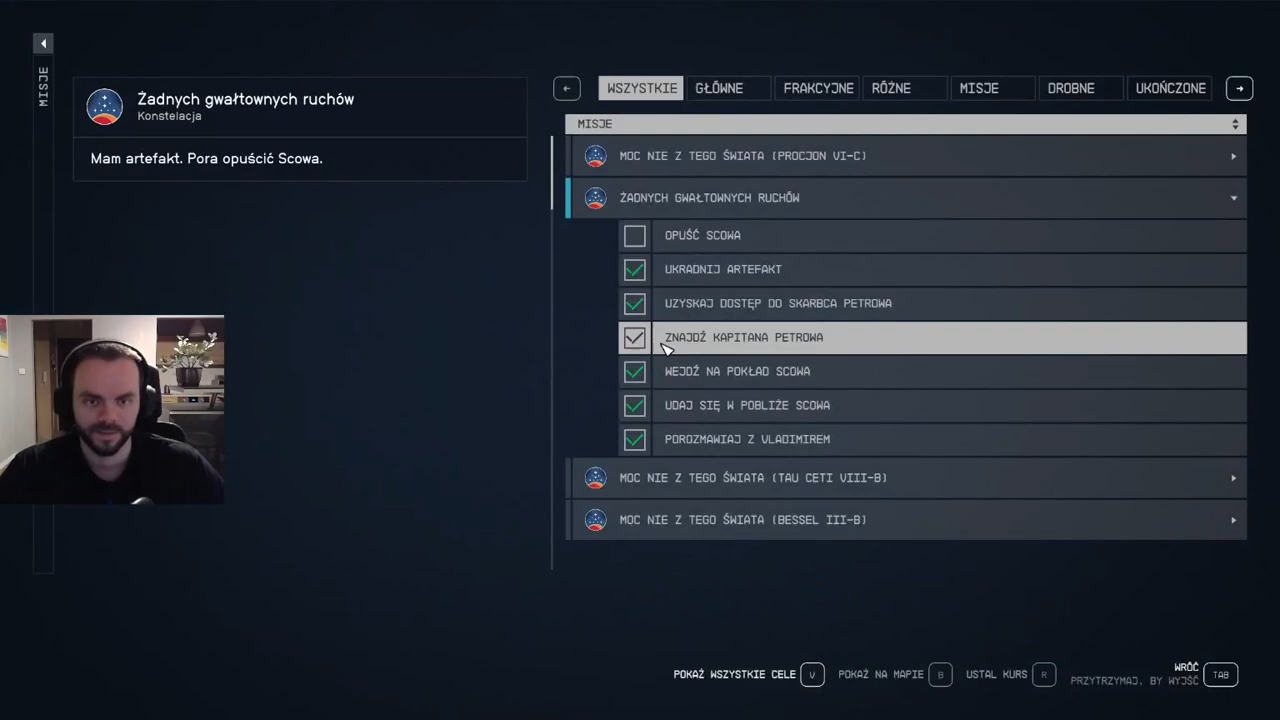 MISJE
Żadnych gwałtownych ruchów
Konstelacja
Mam artefakt. Pora opuścić Scowa.
WSZYSTKIE GŁÓWNE FRAKCYJNE RÓŻNE MISJE DROBNE UKOŃCZONE
MISJE
MOC NIE Z TEGO ŚWIATA (PROCJON VI-C)
ŻADNYCH GWAŁTOWNYCH RUCHÓW
OPUŚĆ SCOWA
UKRADNIJ ARTEFAKT
UZYSKAJ DOSTĘP DO SKARBCA PETROWA
ZNAJDŹ KAPITANA PETROWA
WEJDŹ NA POKŁAD SCOWA
UDAJ SIĘ W POBLIŻE SCOWA
POROZMAWIAJ Z VLADIMIREM
MOC NIE Z TEGO ŚWIATA (TAU CETI VIII-B)
MOC NIE Z TEGO ŚWIATA (BESSEL III-B)
POKAŻ WSZYSTKIE CELE V POKAŻ NA MAPIE B USTAL KURS R WRÓĆ TAB
PRZYTRZYMAJ, BY WYJŚĆ